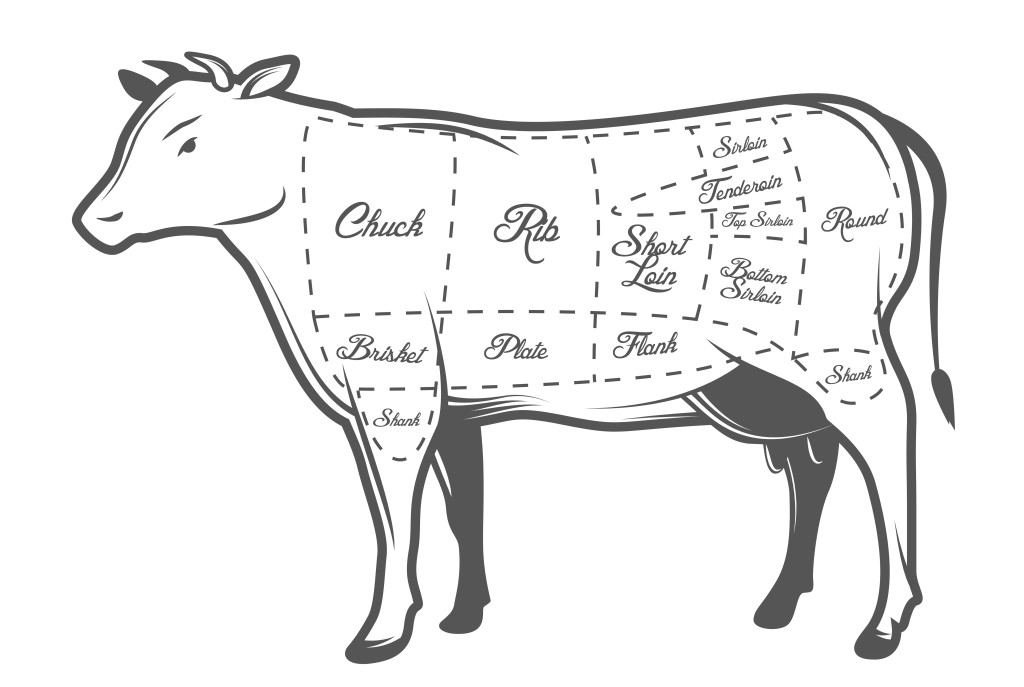 Sirloin
Tenderoin
Chuck
Rib
Short
Loin
Top Sirloin
Round
Bottom
Sirloin
Brisket
Plate
Flank
Shank
Shank